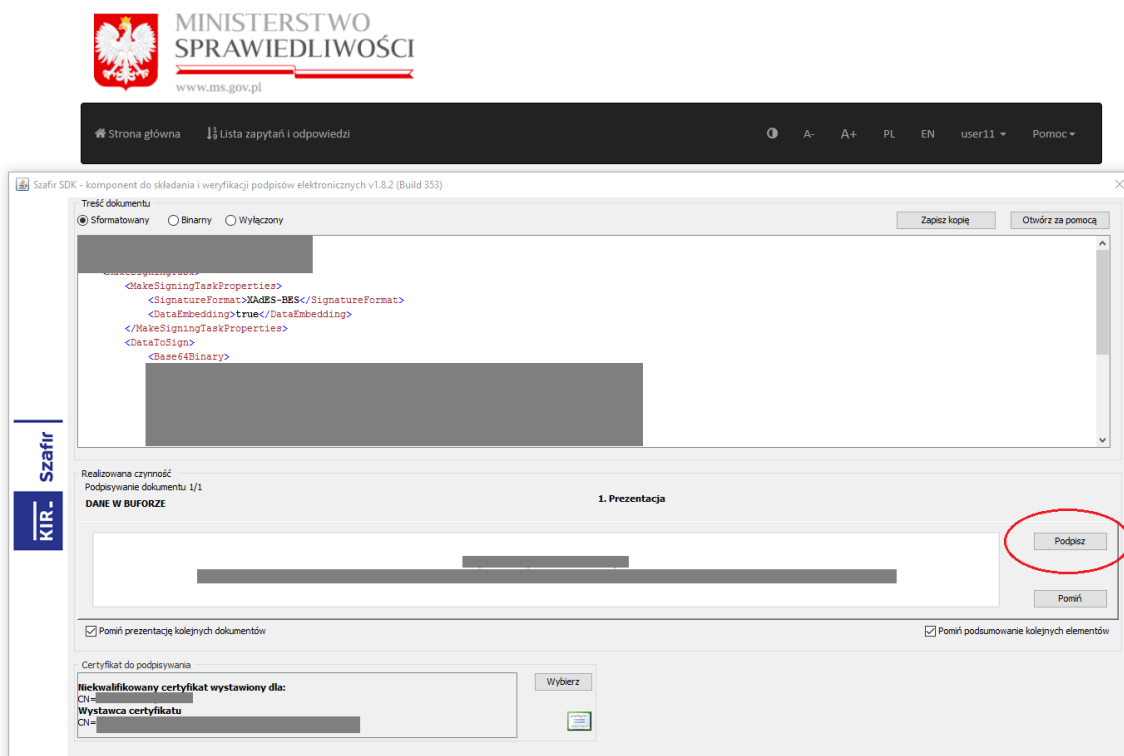 MINISTERSTWO
SPRAWIEDLIWOŚCI
www.ms.gov.pl
Strona główna Lista zapytań i odpowiedzi A- A+ PL EN user11 Pomoc
Szafir SDK - komponent do składania i weryfikacji podpisów elektronicznych v1.8.2 (Build 353)
Treść dokumentu
Sformatowany Binarny Wyłączony Zapisz kopię Otwórz za pomocą
<MakeSigningTaskProperties>
<SignatureFormat>XAdES-BES</SignatureFormat>
<DataEmbedding>true</DataEmbedding>
</MakeSigningTaskProperties>
<DataToSign>
<Base64Binary>
Szafir
KIR.
Realizowana czynność
Podpisywanie dokumentu 1/1
DANE W BUFORZE
1. Prezentacja
Podpisz
Pomiń
Pomiń prezentację kolejnych dokumentów Pomiń podsumowanie kolejnych elementów
Certyfikat do podpisywania
Niekwalifikowany certyfikat wystawiony dla:
CN=
Wystawca certyfikatu
CN=
Wybierz